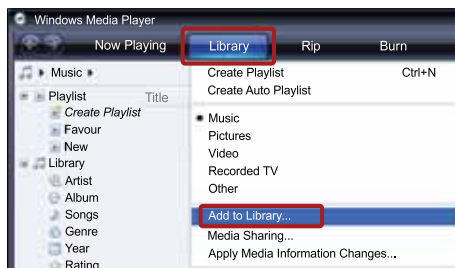 Windows Media Player
Now Playing Library Rip Burn
Music
Playlist Title
Create Playlist
Favour
New
Library
Artist
Album
Songs
Genre
Year
Rating
Create Playlist Ctrl+N
Create Auto Playlist
Music
Pictures
Video
Recorded TV
Other
Add to Library...
Media Sharing...
Apply Media Information Changes...